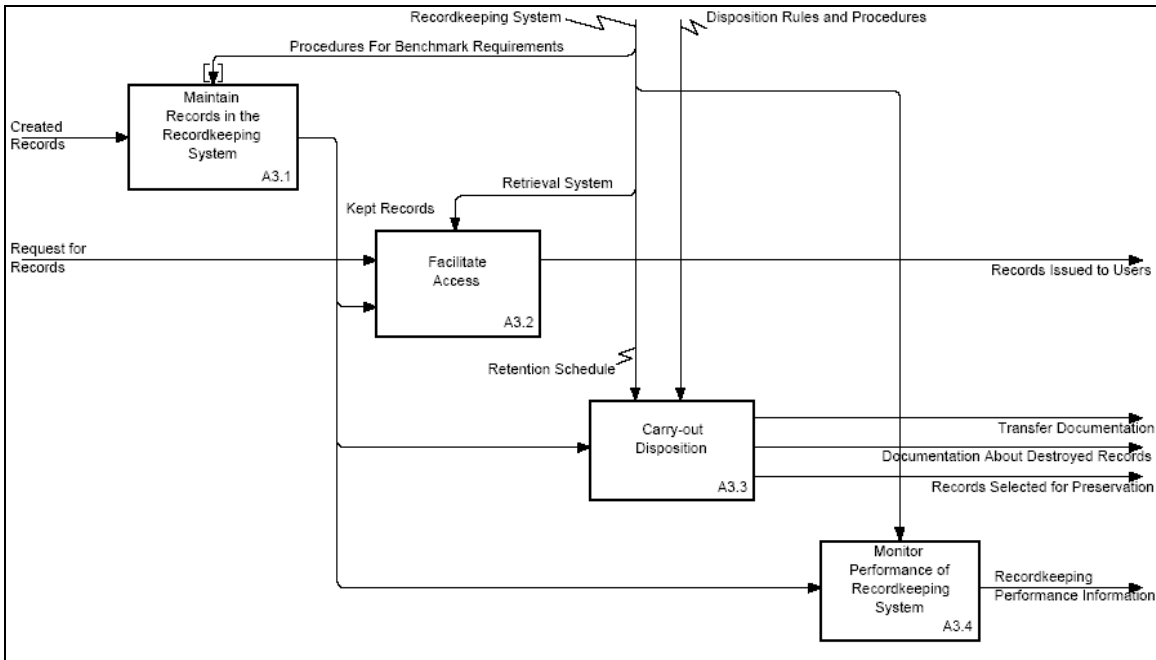 Recordkeeping System
Disposition Rules and Procedures
Procedures For Benchmark Requirements
Maintain
Records in the
Recordkeeping
System
A3.1
Created
Records
Retrieval System
Kept Records
Request for
Records
Facilitate
Access
A3.2
Records Issued to Users
Retention Schedule
Carry-out
Disposition
A3.3
Transfer Documentation
Documentation About Destroyed Records
Records Selected for Preservation
Monitor
Performance of
Recordkeeping
System
A3.4
Recordkeeping
Performance Information